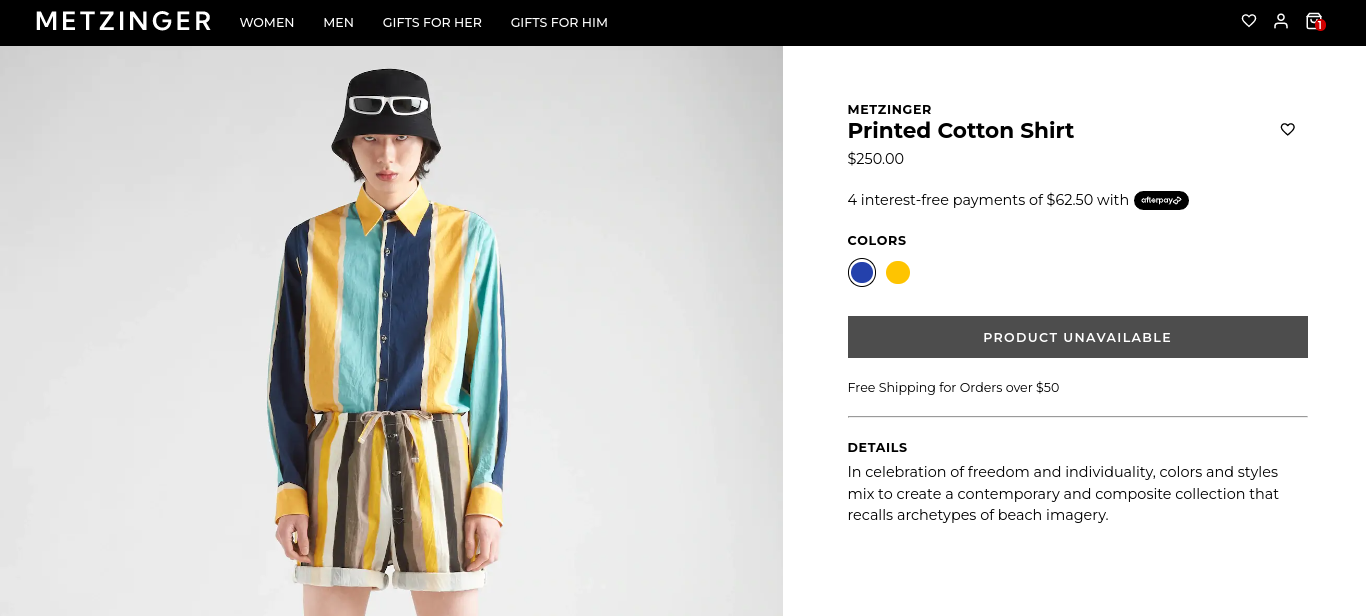 METZINGER WOMEN MEN GIFTS FOR HER GIFTS FOR HIM 1
METZINGER
Printed Cotton Shirt
$250.00
4 interest-free payments of $62.50 with afterpay
COLORS
PRODUCT UNAVAILABLE
Free Shipping for Orders over $50
DETAILS
In celebration of freedom and individuality, colors and styles
mix to create a contemporary and composite collection that
recalls archetypes of beach imagery.